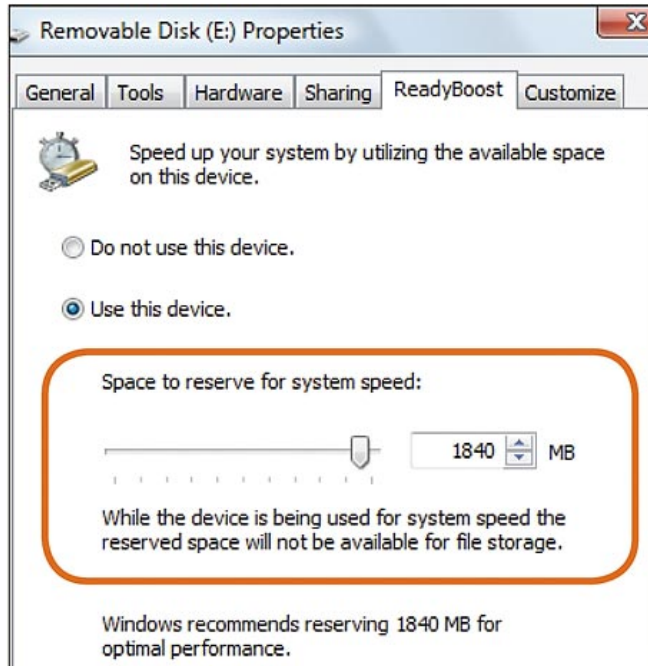 Removable Disk (E:) Properties
General Tools Hardware Sharing ReadyBoost Customize
Speed up your system by utilizing the available space
on this device.
Do not use this device.
Use this device.
Space to reserve for system speed:
1840 MB
While the device is being used for system speed the
reserved space will not be available for file storage.
Windows recommends reserving 1840 MB for
optimal performance.